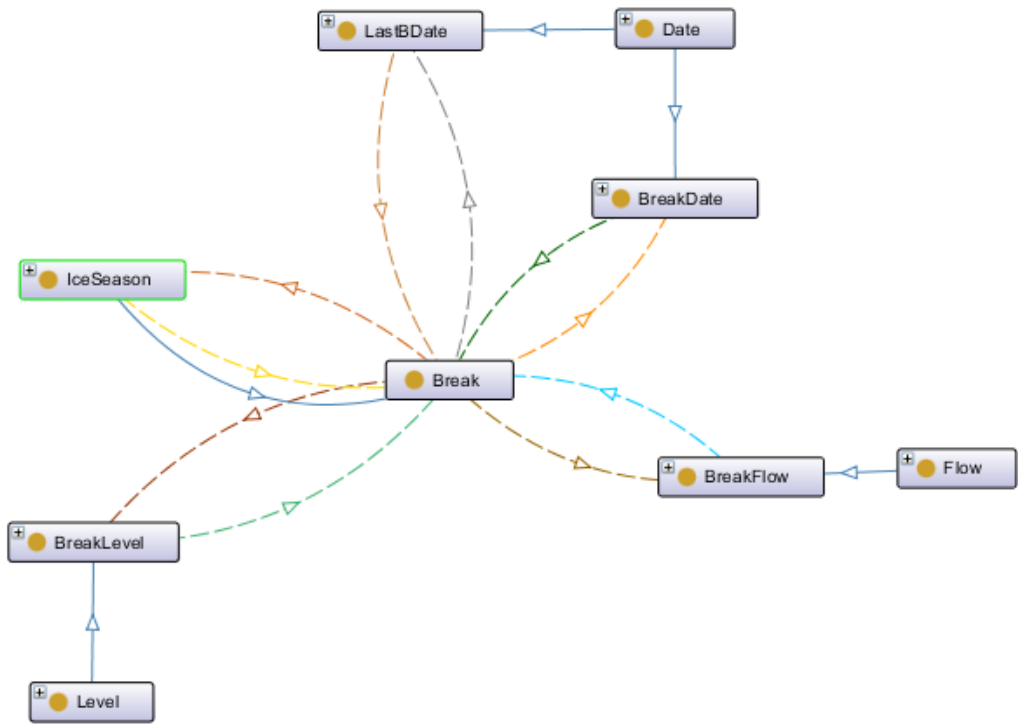 LastBDate
Date
BreakDate
IceSeason
Break
BreakFlow
Flow
BreakLevel
Level